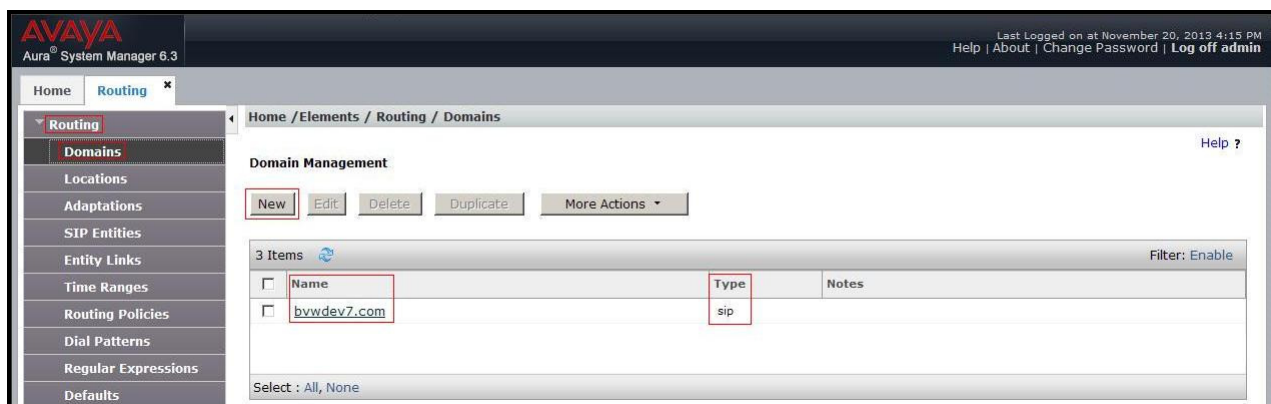 AVAYA
Aura® System Manager 6.3
Last Logged on at November 20, 2013 4:15 PM
Help | About | Change Password | Log off admin
Home
Routing ×
Routing
Domains
Locations
Adaptations
SIP Entities
Entity Links
Time Ranges
Routing Policies
Dial Patterns
Regular Expressions
Defaults
Home /Elements / Routing / Domains
Help ?
Domain Management
New Edit Delete Duplicate More Actions
3 Items Filter: Enable
Name Type Notes
bvwdev7.com sip
Select : All, None